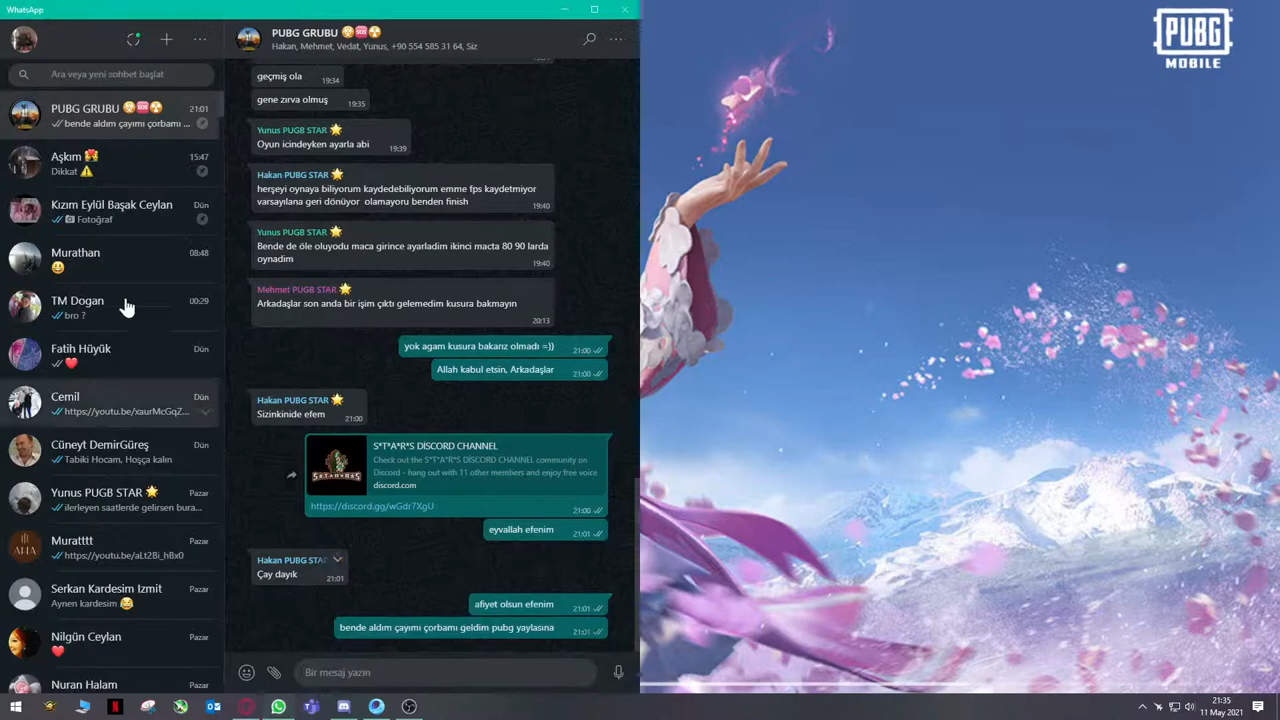 WhatsApp
Ara veya yeni sohbet başlat
PUBG GRUBU
21:01
bende aldım çayımı çorbamı ...
Aşkım
15:47
Dikkat
Kızım Eylül Başak Ceylan
Dün
Fotoğraf
Murathan
08:48
TM Dogan
00:29
bro ?
Fatih Hüyük
Dün
Cemil
Dün
https://youtu.be/xaurMcGqZ...
Cüneyt DemirGüreş
Dün
Tabiki Hocam, Hoşça kalın
Yunus PUGB STAR
Pazar
ilerleyen saatlerde gelirsen bura...
Muratttt
Pazar
https://youtu.be/aLt2Bi_hBx0
Serkan Kardesim Izmit
Pazar
Aynen kardesim
Nilgün Ceylan
Pazar
Nuran Halam
Pazar
PUBG GRUBU SOS
Hakan, Mehmet, Vedat, Yunus, +90 554 585 31 64, Siz
geçmiş ola
19:34
gene zırva olmuş
19:35
Yunus PUGB STAR
Oyun icindeyken ayarla abi
19:39
Hakan PUBG STAR
herşeyi oynaya biliyorum kaydedebiliyorum emme fps kaydetmiyor
varsayılana geri dönüyor olamayoru benden finish
19:40
Yunus PUGB STAR
Bende de öle oluyodu maca girince ayarladim ikinci macta 80 90 larda
oynadim
19:40
Mehmet PUGB STAR
Arkadaşlar son anda bir işim çıktı gelemedim kusura bakmayın
20:13
yok agam kusura bakarız olmadı =))
21:00
Allah kabul etsin, Arkadaşlar
21:00
Hakan PUBG STAR
Sizinkinide efem
21:00
S*T*A*R*S DİSCORD CHANNEL
Check out the S*T*A*R*S DİSCORD CHANNEL community on
Discord - hang out with 11 other members and enjoy free voice
discord.com
https://discord.gg/wGdr7XgU
21:00
eyvallah efenim
21:01
Hakan PUBG STAR
Çay dayık
21:01
afiyet olsun efenim
21:01
bende aldım çayımı çorbamı geldim pubg yaylasına
21:01
Bir mesaj yazın
PUBG
MOBILE
21:35
11 May 2021